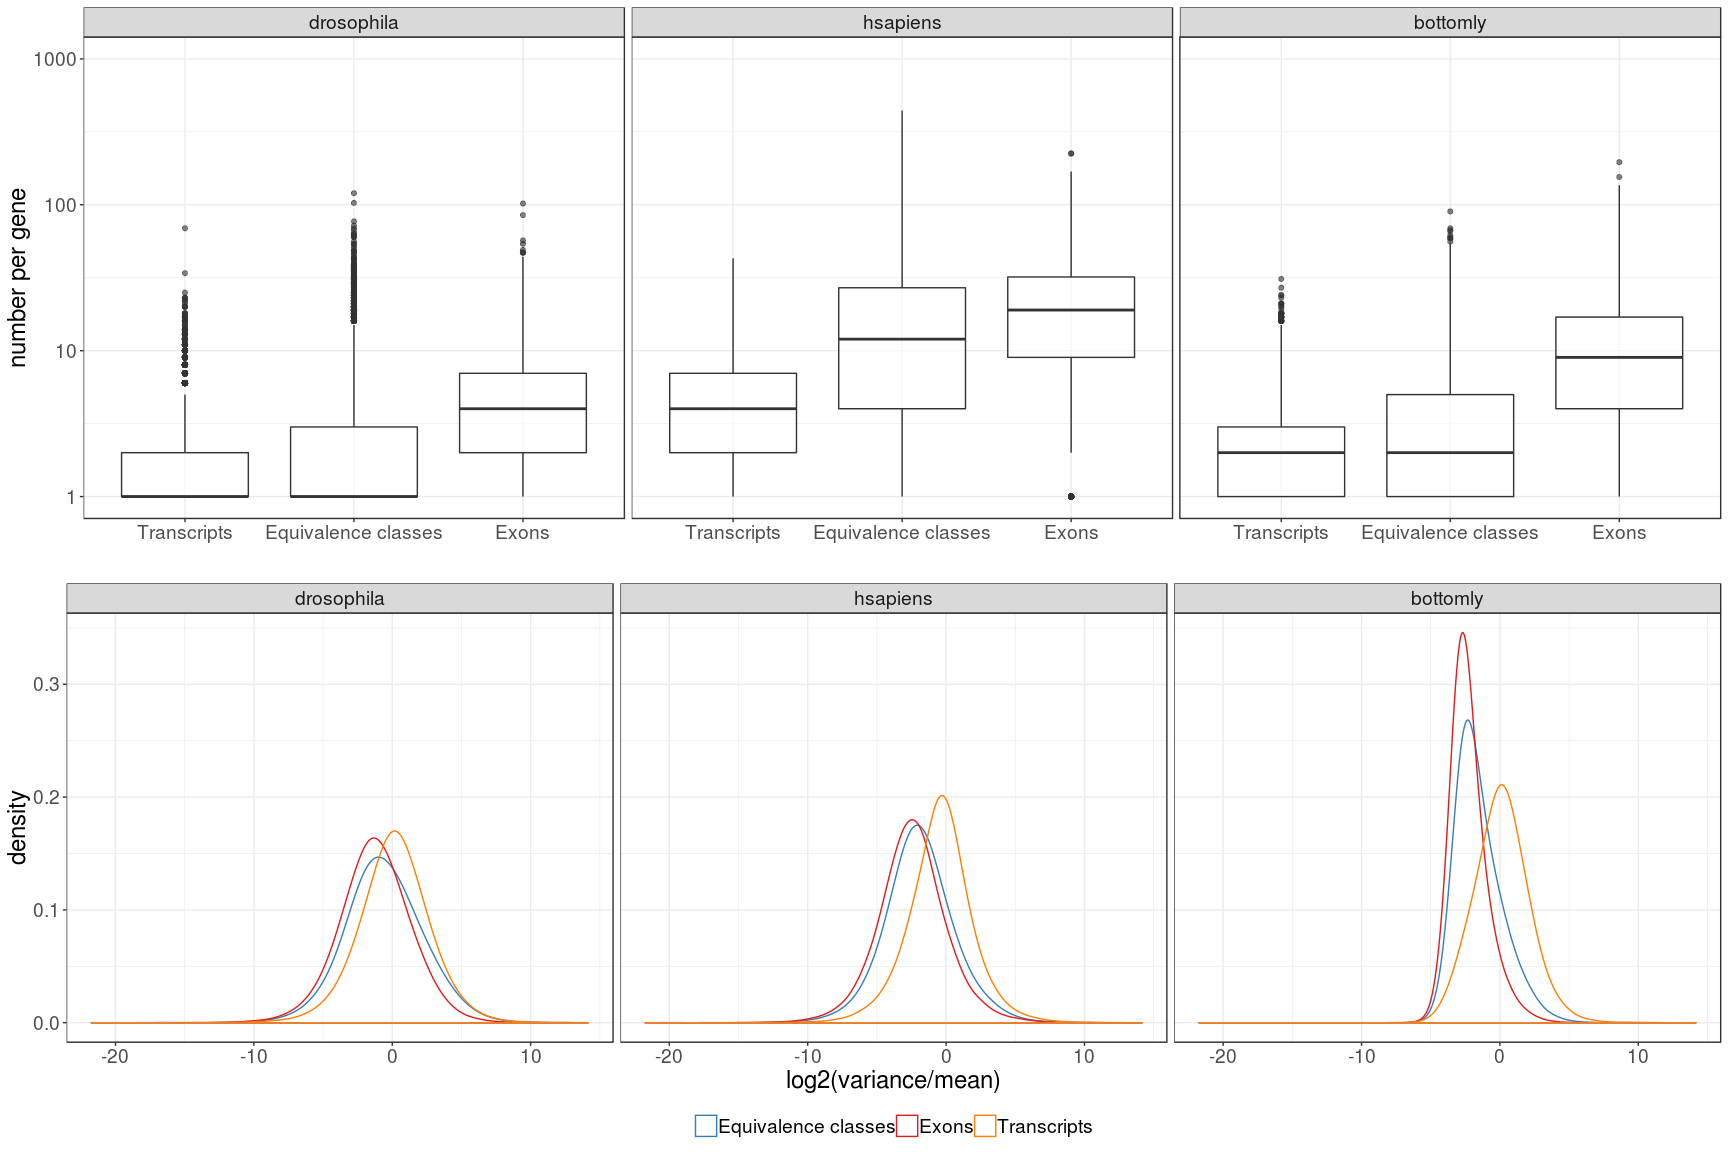 drosophila hsapiens bottomly
number per gene
1000
100
10
1
Transcripts Equivalence classes Exons Transcripts Equivalence classes Exons Transcripts Equivalence classes Exons
drosophila hsapiens bottomly
density
0.3
0.2
0.1
0.0
-20 -10 0 10 -20 -10 0 10 -20 -10 0 10
log2(variance/mean)
Equivalence classes Exons Transcripts